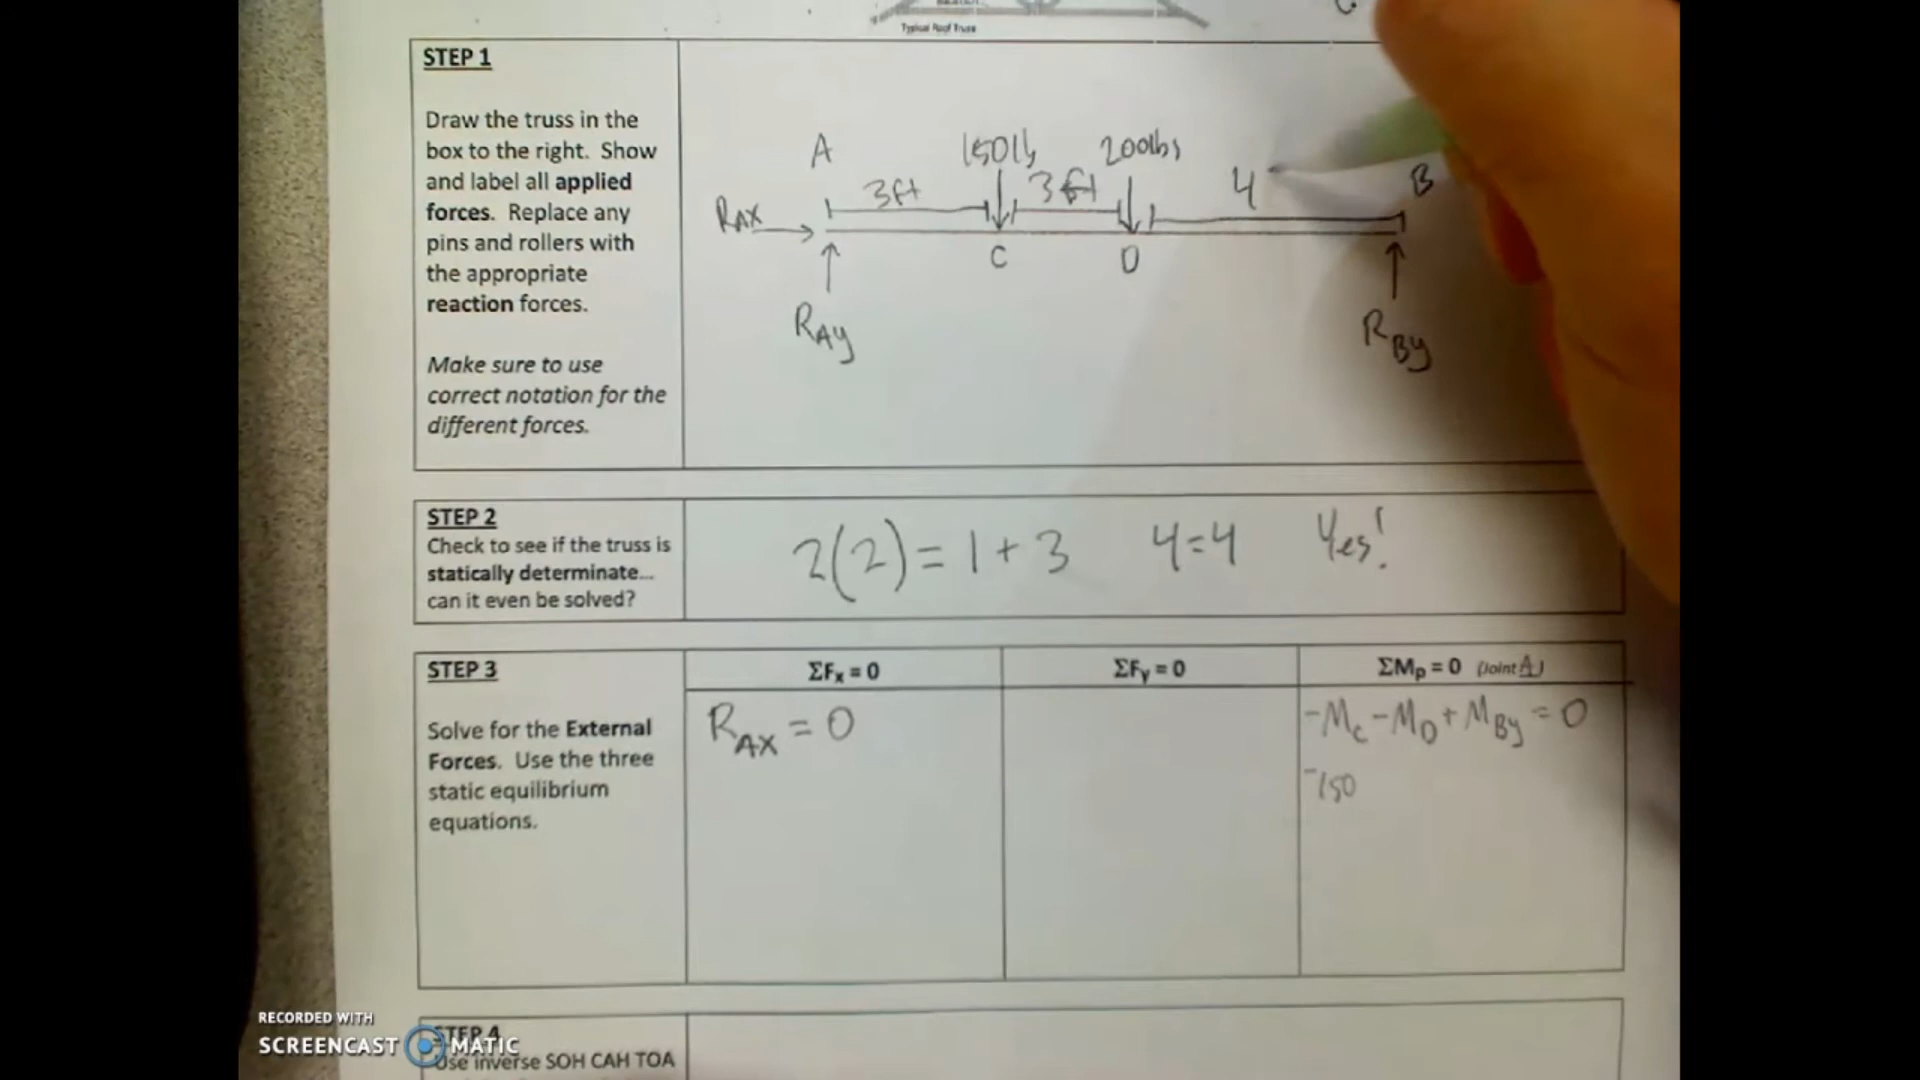 Typical Roof Truss
STEP 1
Draw the truss in the
box to the right. Show
and label all applied
forces. Replace any
pins and rollers with
the appropriate
reaction forces.
Make sure to use
correct notation for the
different forces.
A 150lb 200lbs
3ft 3ft 4 B
RAX
C D
RAy RBy
STEP 2
Check to see if the truss is
statically determinate...
can it even be solved?
2(2) = 1 + 3 4=4 Yes!
STEP 3
Solve for the External
Forces. Use the three
static equilibrium
equations.
ΣFx = 0 ΣFy = 0 ΣMp = 0 (Joint A)
RAX = 0
-Mc - MD + MBy = 0
-150
STEP 4
Use inverse SOH CAH TOA
RECORDED WITH
SCREENCAST MATIC